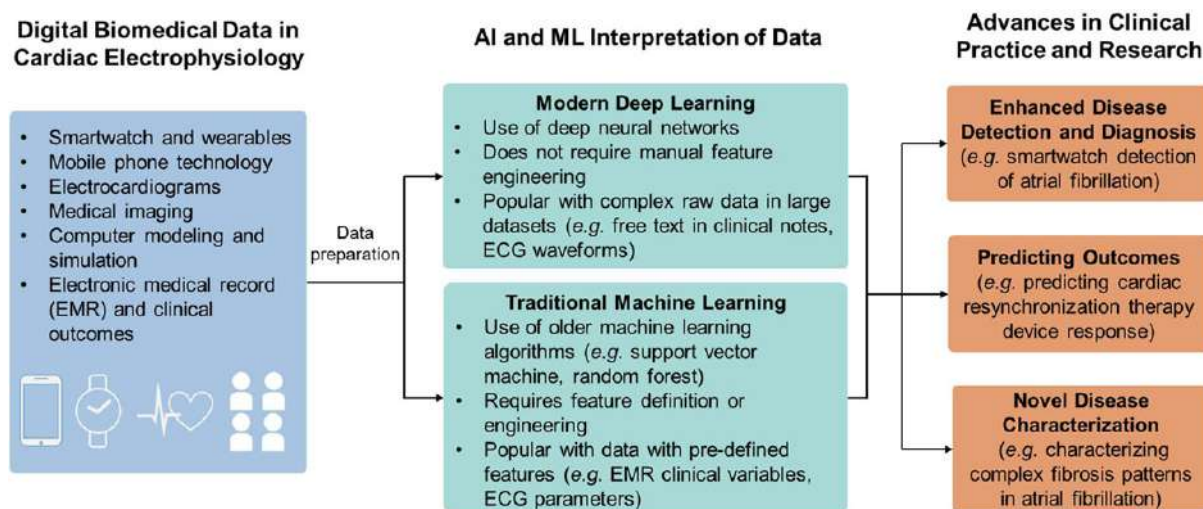 Digital Biomedical Data in
Cardiac Electrophysiology
• Smartwatch and wearables
• Mobile phone technology
• Electrocardiograms
• Medical imaging
• Computer modeling and
simulation
• Electronic medical record
(EMR) and clinical
outcomes
Data
preparation
AI and ML Interpretation of Data
Modern Deep Learning
• Use of deep neural networks
• Does not require manual feature
engineering
• Popular with complex raw data in large
datasets (e.g. free text in clinical notes,
ECG waveforms)
Traditional Machine Learning
• Use of older machine learning
algorithms (e.g. support vector
machine, random forest)
• Requires feature definition or
engineering
• Popular with data with pre-defined
features (e.g. EMR clinical variables,
ECG parameters)
Advances in Clinical
Practice and Research
Enhanced Disease
Detection and Diagnosis
(e.g. smartwatch detection
of atrial fibrillation)
Predicting Outcomes
(e.g. predicting cardiac
resynchronization therapy
device response)
Novel Disease
Characterization
(e.g. characterizing
complex fibrosis patterns
in atrial fibrillation)